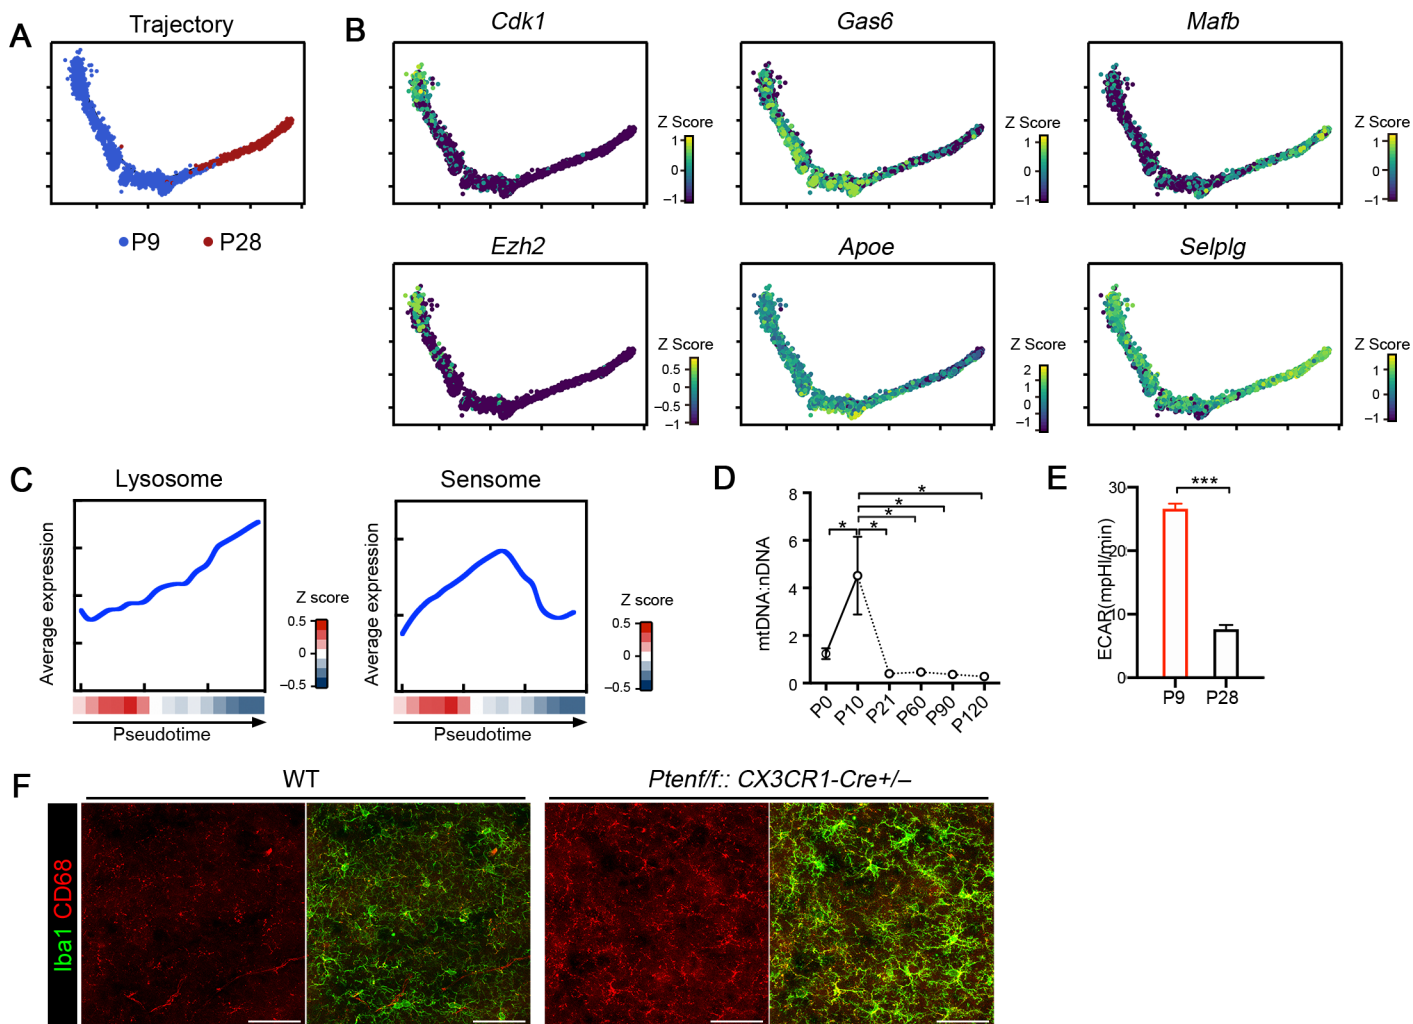 A
Trajectory
P9
P28
B
Cdk1
Z Score
1
0
–1
Gas6
Z Score
1
0
–1
Mafb
Z Score
1
0
–1
Ezh2
Z Score
0.5
0
–0.5
–1
Apoe
Z Score
2
1
0
–1
Selplg
Z Score
1
0
–1
C
Lysosome
Average expression
Pseudotime
Z score
0.5
0
–0.5
Sensome
Average expression
Pseudotime
Z score
0.5
0
–0.5
D
mtDNA:nDNA
8
6
4
2
0
* * * * *
P0 P10 P21 P60 P90 P120
E
ECAR(mpHl/min)
30
20
10
0
***
P9 P28
F
WT
Ptenf/f:: CX3CR1-Cre+/–
Iba1 CD68